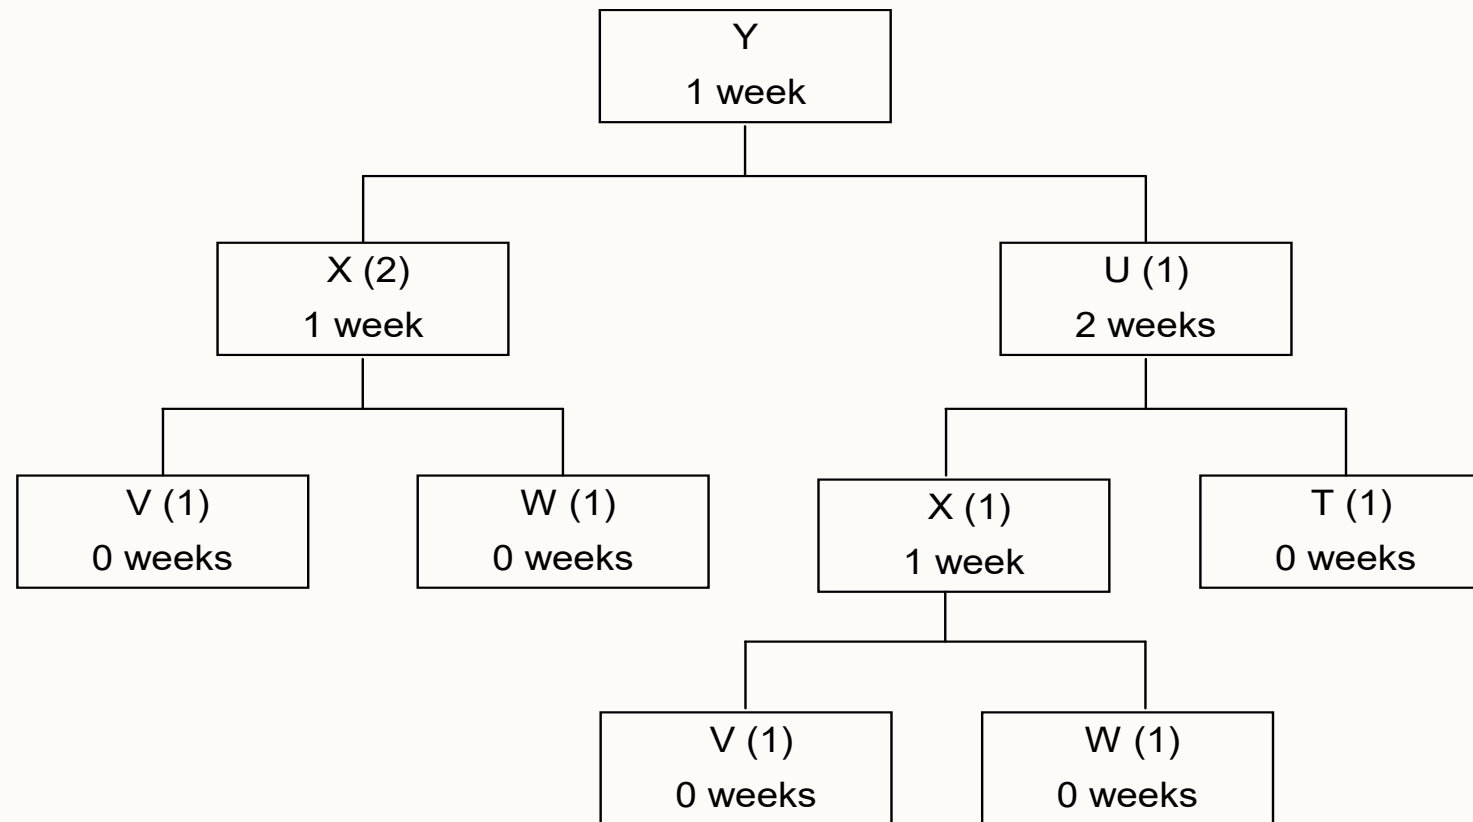 Y
1 week
X (2)
1 week
U (1)
2 weeks
V (1)
0 weeks
W (1)
0 weeks
X (1)
1 week
T (1)
0 weeks
V (1)
0 weeks
W (1)
0 weeks